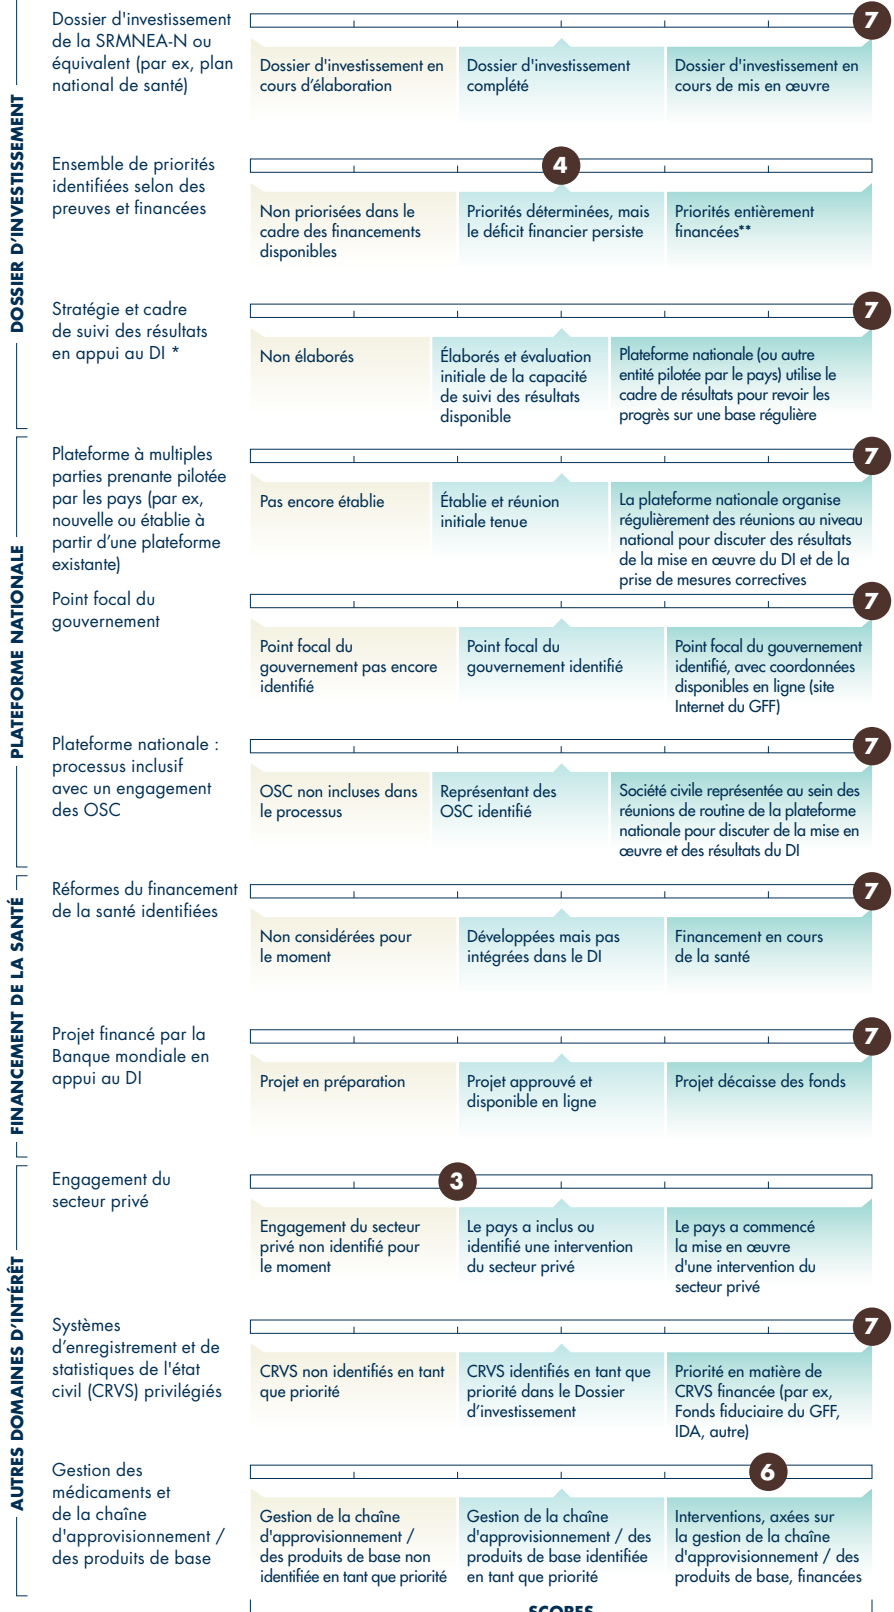 DOSSIER D'INVESTISSEMENT
Dossier d'investissement
de la SRMNEA-N ou
équivalent (par ex, plan
national de santé)
7
Dossier d'investissement en
cours d'élaboration
Dossier d'investissement
complété
Dossier d'investissement en
cours de mis en œuvre
Ensemble de priorités
identifiées selon des
preuves et financées
4
Non priorisées dans le
cadre des financements
disponibles
Priorités déterminées, mais
le déficit financier persiste
Priorités entièrement
financées**
Stratégie et cadre
de suivi des résultats
en appui au DI *
7
Non élaborés
Élaborés et évaluation
initiale de la capacité
de suivi des résultats
disponible
Plateforme nationale (ou autre
entité pilotée par le pays) utilise le
cadre de résultats pour revoir les
progrès sur une base régulière
PLATEFORME NATIONALE
Plateforme à multiples
parties prenante pilotée
par les pays (par ex,
nouvelle ou établie à
partir d'une plateforme
existante)
7
Pas encore établie
Établie et réunion
initiale tenue
La plateforme nationale organise
régulièrement des réunions au niveau
national pour discuter des résultats
de la mise en œuvre du DI et de la
prise de mesures correctives
Point focal du
gouvernement
7
Point focal du
gouvernement pas encore
identifié
Point focal du
gouvernement identifié
Point focal du gouvernement
identifié, avec coordonnées
disponibles en ligne (site
Internet du GFF)
Plateforme nationale :
processus inclusif
avec un engagement
des OSC
7
OSC non incluses dans
le processus
Représentant des
OSC identifié
Société civile représentée au sein des
réunions de routine de la plateforme
nationale pour discuter de la mise en
œuvre et des résultats du DI
FINANCEMENT DE LA SANTÉ
Réformes du financement
de la santé identifiées
7
Non considérées pour
le moment
Développées mais pas
intégrées dans le DI
Financement en cours
de la santé
Projet financé par la
Banque mondiale en
appui au DI
7
Projet en préparation
Projet approuvé et
disponible en ligne
Projet décaisse des fonds
AUTRES DOMAINES D'INTÉRÊT
Engagement du
secteur privé
3
Engagement du secteur
privé non identifié pour
le moment
Le pays a inclus ou
identifié une intervention
du secteur privé
Le pays a commencé
la mise en œuvre
d'une intervention du
secteur privé
Systèmes
d'enregistrement et de
statistiques de l'état
civil (CRVS) privilégiés
7
CRVS non identifiés en tant
que priorité
CRVS identifiés en tant que
priorité dans le Dossier
d'investissement
Priorité en matière de
CRVS financée (par ex,
Fonds fiduciaire du GFF,
IDA, autre)
Gestion des
médicaments et
de la chaîne
d'approvisionnement /
des produits de base
6
Gestion de la chaîne
d'approvisionnement /
des produits de base non
identifiée en tant que priorité
Gestion de la chaîne
d'approvisionnement / des
produits de base identifiée
en tant que priorité
Interventions, axées sur
la gestion de la chaîne
d'approvisionnement / des
produits de base, financées
SCORES